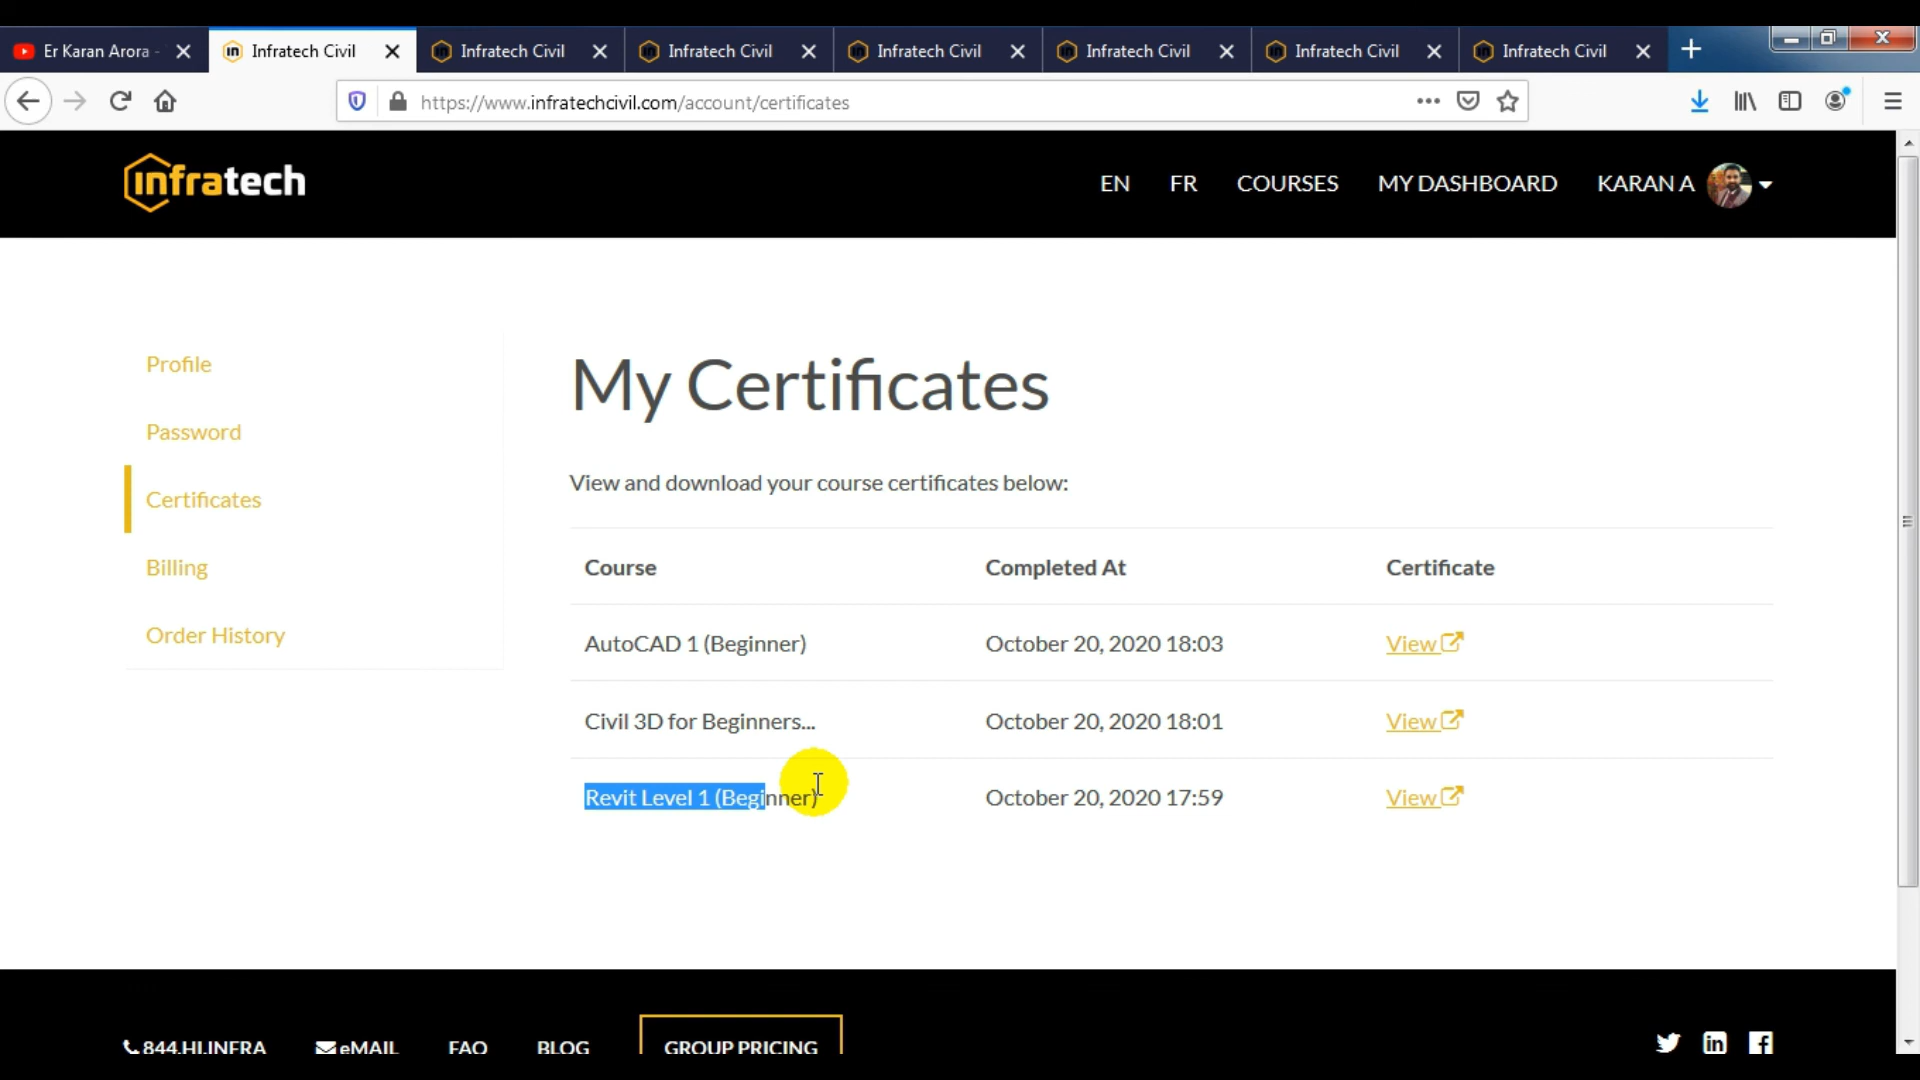 Er Karan Arora -
Infratech Civil
Infratech Civil
Infratech Civil
Infratech Civil
Infratech Civil
Infratech Civil
Infratech Civil
https://www.infratechcivil.com/account/certificates
infratech
EN
FR
COURSES
MY DASHBOARD
KARAN A
Profile
Password
Certificates
Billing
Order History
My Certificates
View and download your course certificates below:
Course Completed At Certificate
AutoCAD 1 (Beginner) October 20, 2020 18:03 View
Civil 3D for Beginners... October 20, 2020 18:01 View
Revit Level 1 (Beginner) October 20, 2020 17:59 View
844.HI.INFRA
eMAIL
FAQ
BLOG
GROUP PRICING